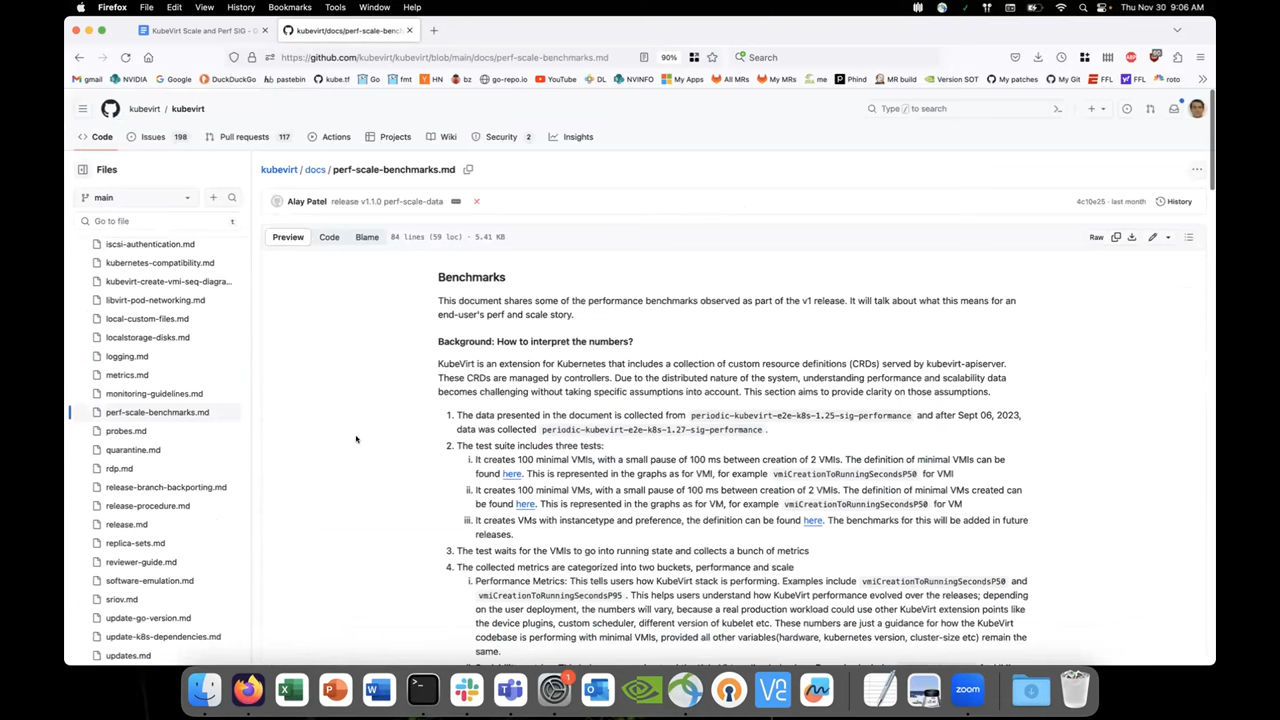 Firefox File Edit View History Bookmarks Tools Window Help Thu Nov 30 9:06 AM
KubeVirt Scale and Perf SIG - kubevirt/docs/perf-scale-bench
https://github.com/kubevirt/kubevirt/blob/main/docs/perf-scale-benchmarks.md 90% Search
gmail NVIDIA Google DuckDuckGo pastebin kube.tf Go fmt HN bz go-repo.io YouTube DL NVINFO My Apps All MRs My MRs me Phind MR build Version SOT My patches My Git FFL FFL roto
kubevirt / kubevirt Type / to search
Code Issues 198 Pull requests 117 Actions Projects Wiki Security 2 Insights
Files
main
Go to file t
iscsi-authentication.md
kubernetes-compatibility.md
kubevirt-create-vmi-seq-diagra...
libvirt-pod-networking.md
local-custom-files.md
localstorage-disks.md
logging.md
metrics.md
monitoring-guidelines.md
perf-scale-benchmarks.md
probes.md
quarantine.md
rdp.md
release-branch-backporting.md
release-procedure.md
release.md
replica-sets.md
reviewer-guide.md
software-emulation.md
sriov.md
update-go-version.md
update-k8s-dependencies.md
updates.md
kubevirt / docs / perf-scale-benchmarks.md
Alay Patel release v1.1.0 perf-scale-data 4c10e25 · last month History
Preview Code Blame 84 lines (59 loc) · 5.41 KB Raw
Benchmarks
This document shares some of the performance benchmarks observed as part of the v1 release. It will talk about what this means for an
end-user's perf and scale story.
Background: How to interpret the numbers?
KubeVirt is an extension for Kubernetes that includes a collection of custom resource definitions (CRDs) served by kubevirt-apiserver.
These CRDs are managed by controllers. Due to the distributed nature of the system, understanding performance and scalability data
becomes challenging without taking specific assumptions into account. This section aims to provide clarity on those assumptions.
1. The data presented in the document is collected from periodic-kubevirt-e2e-k8s-1.25-sig-performance and after Sept 06, 2023,
data was collected periodic-kubevirt-e2e-k8s-1.27-sig-performance .
2. The test suite includes three tests:
i. It creates 100 minimal VMIs, with a small pause of 100 ms between creation of 2 VMIs. The definition of minimal VMIs can be
found here. This is represented in the graphs as for VMI, for example vmiCreationToRunningSecondsP50 for VMI
ii. It creates 100 minimal VMs, with a small pause of 100 ms between creation of 2 VMIs. The definition of minimal VMs created can
be found here. This is represented in the graphs as for VM, for example vmiCreationToRunningSecondsP50 for VM
iii. It creates VMs with instancetype and preference, the definition can be found here. The benchmarks for this will be added in future
releases.
3. The test waits for the VMIs to go into running state and collects a bunch of metrics
4. The collected metrics are categorized into two buckets, performance and scale
i. Performance Metrics: This tells users how KubeVirt stack is performing. Examples include vmiCreationToRunningSecondsP50 and
vmiCreationToRunningSecondsP95 . This helps users understand how KubeVirt performance evolved over the releases; depending
on the user deployment, the numbers will vary, because a real production workload could use other KubeVirt extension points like
the device plugins, custom scheduler, different version of kubelet etc. These numbers are just a guidance for how the KubeVirt
codebase is performing with minimal VMIs, provided all other variables(hardware, kubernetes version, cluster-size etc) remain the
same.
1
V2
zoom